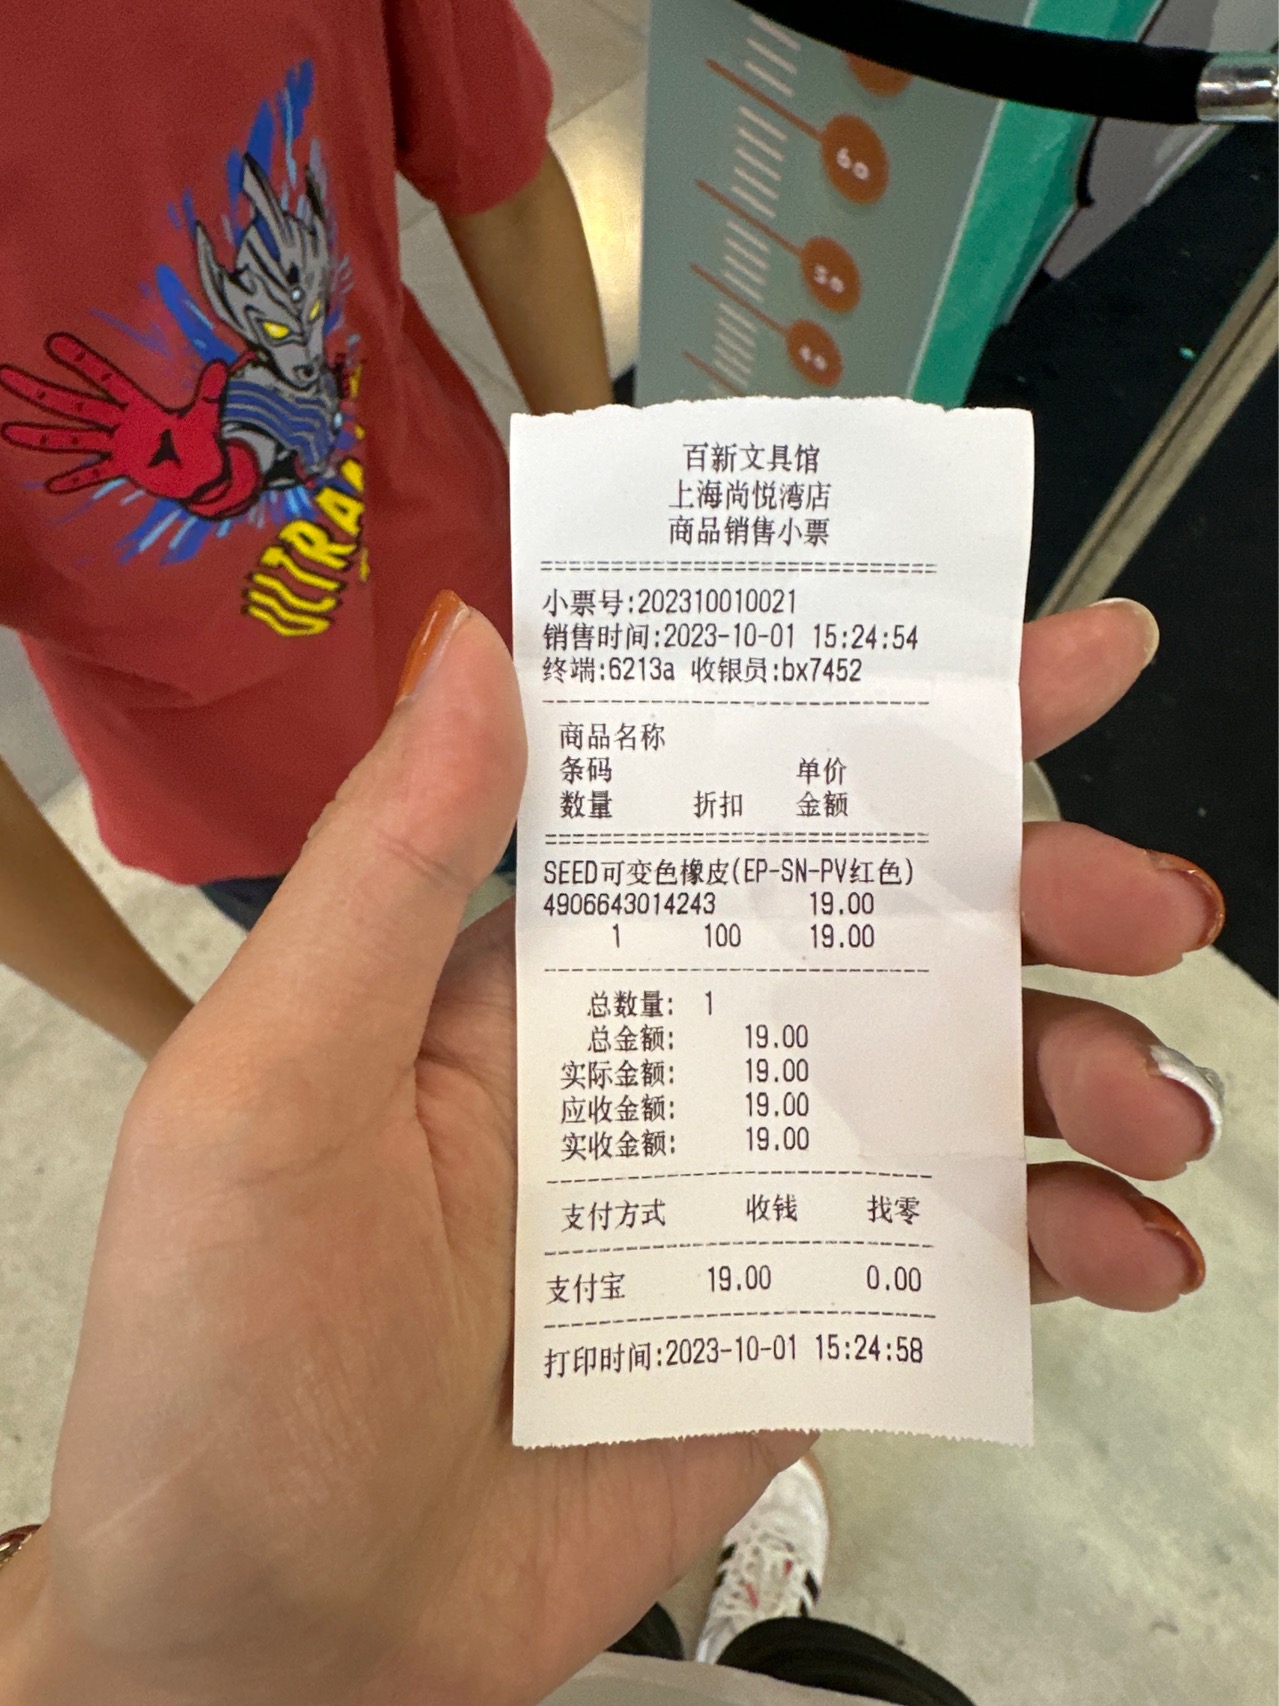 ULTRA
60
50
40
百新文具馆
上海尚悦湾店
商品销售小票
小票号:202310010021
销售时间:2023-10-01 15:24:54
终端:6213a 收银员:bx7452
商品名称
条码 单价
数量 折扣 金额
SEED可变色橡皮(EP-SN-PV红色)
4906643014243 19.00
1 100 19.00
总数量: 1
总金额: 19.00
实际金额: 19.00
应收金额: 19.00
实收金额: 19.00
支付方式 收钱 找零
支付宝 19.00 0.00
打印时间:2023-10-01 15:24:58